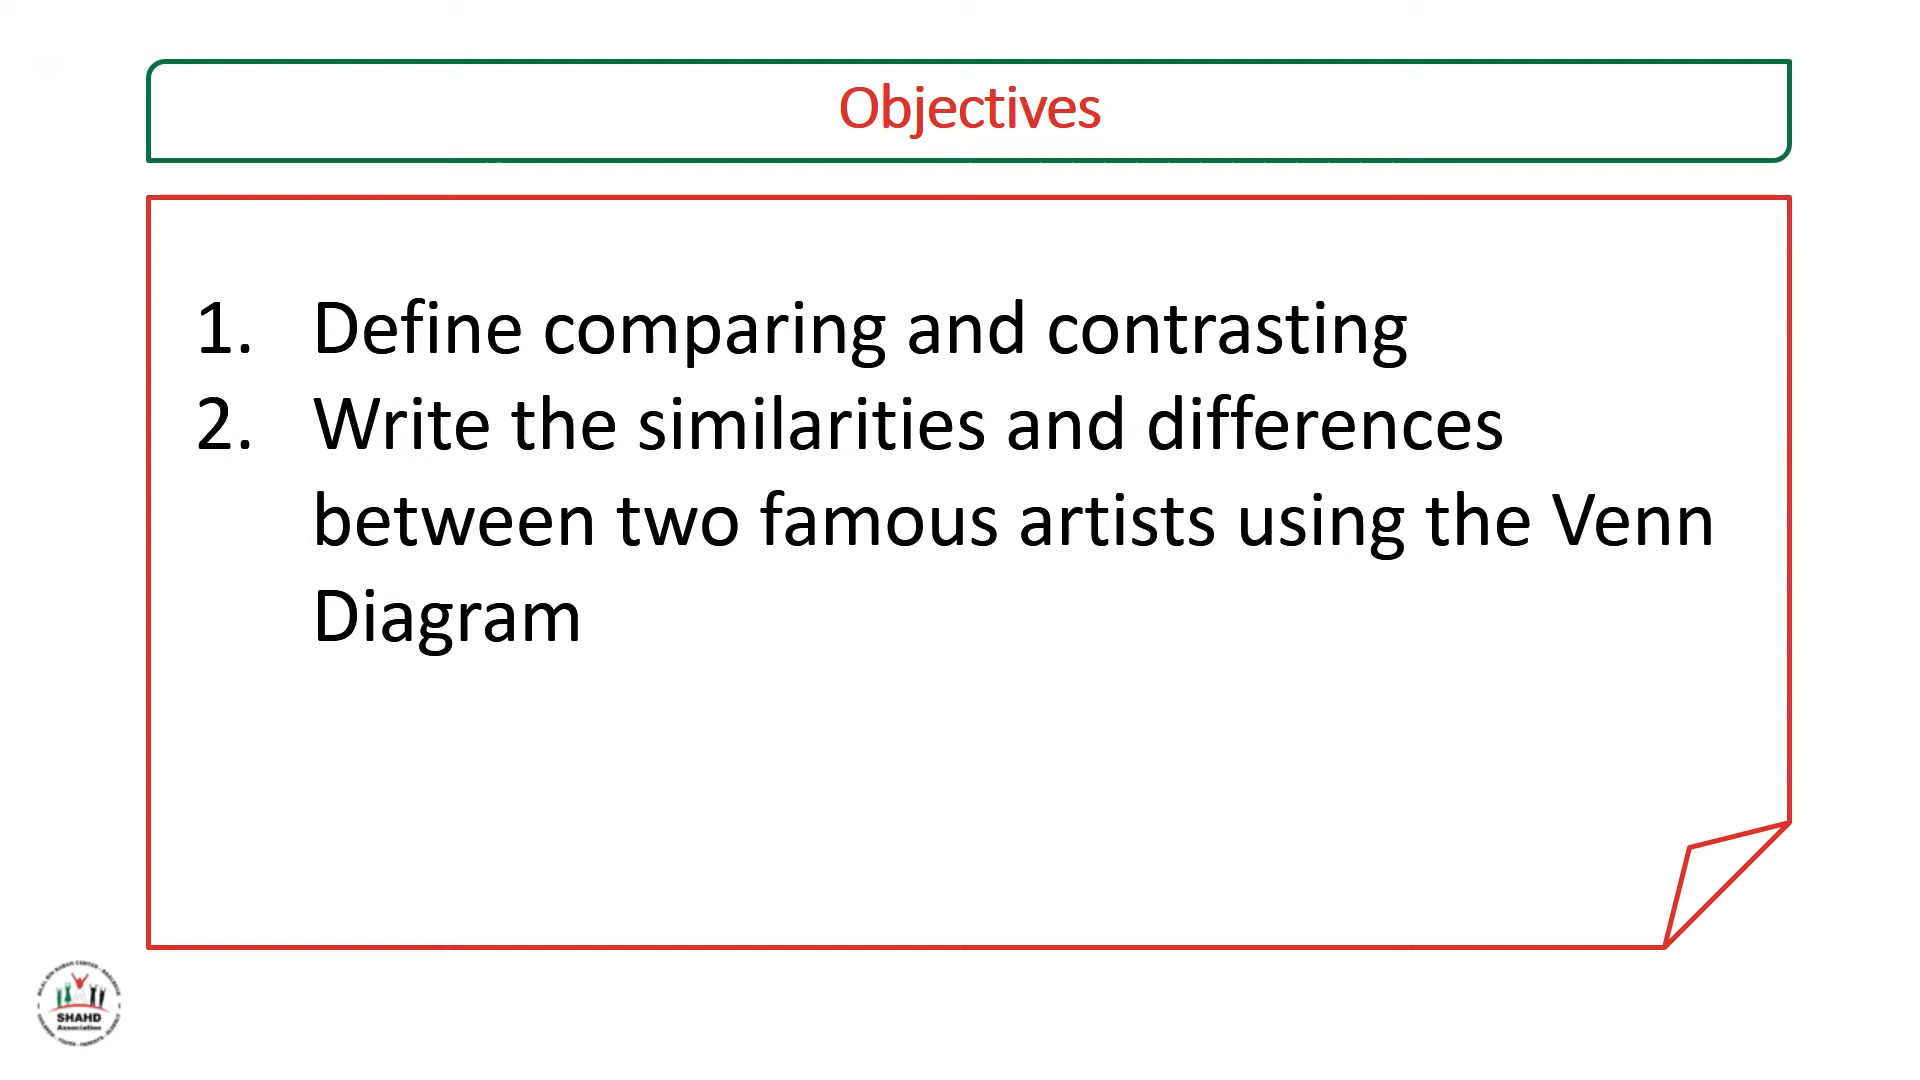 Objectives
1. Define comparing and contrasting
2. Write the similarities and differences
between two famous artists using the Venn
Diagram
SHAHD
Association